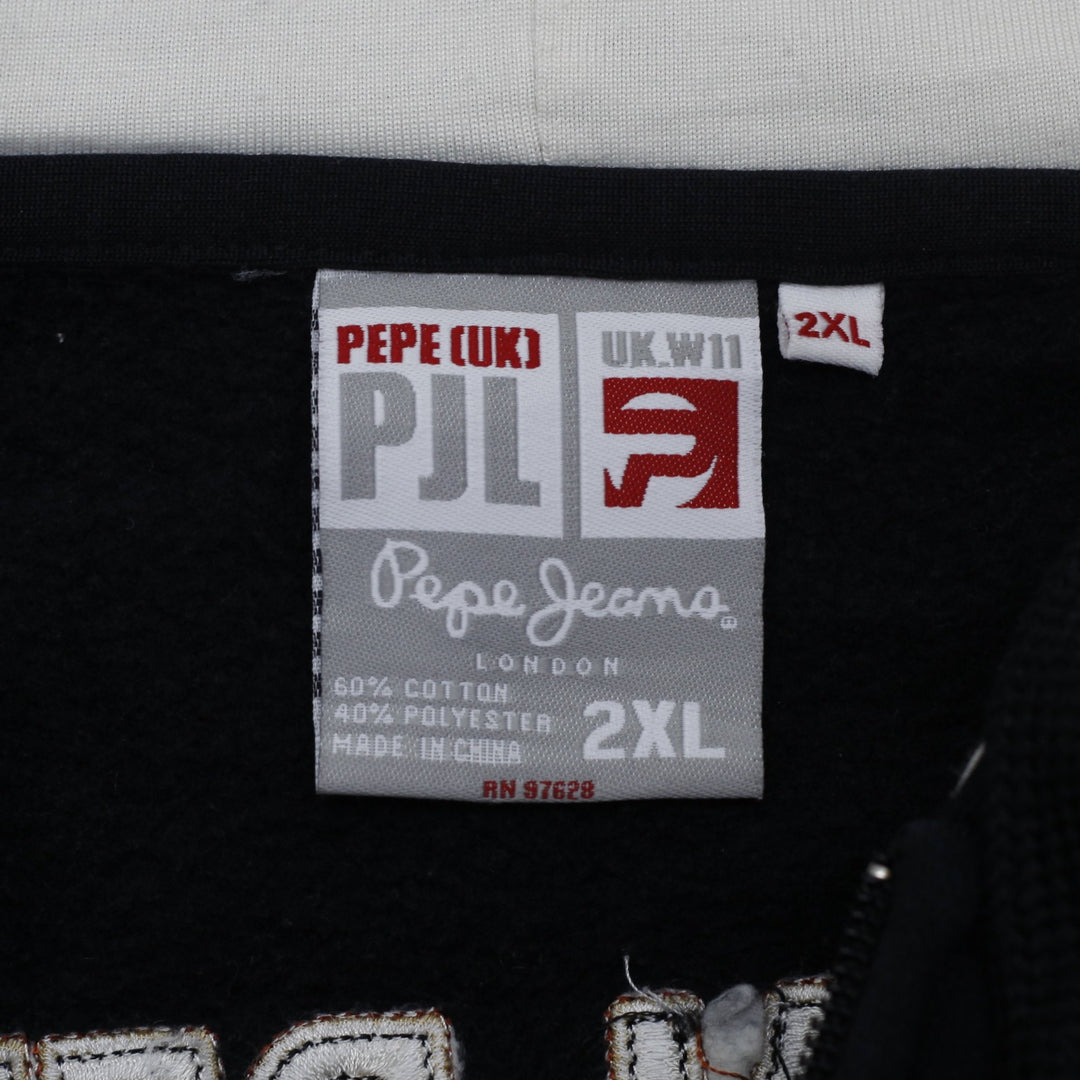 PEPE (UK)
PJL
UK.W11
2XL
Pepe Jeans
LONDON
60% COTTON
40% POLYESTER
MADE IN CHINA
2XL
RN 97628